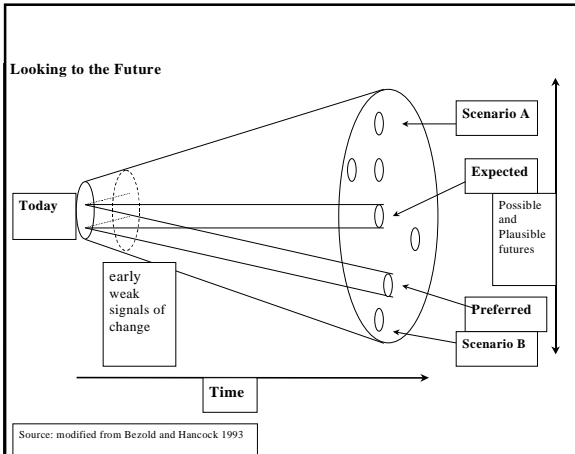 Looking to the Future
Scenario A
Expected
Today
Possible
and
Plausible
futures
early
weak
signals of
change
Preferred
Scenario B
Time
Source: modified from Bezold and Hancock 1993